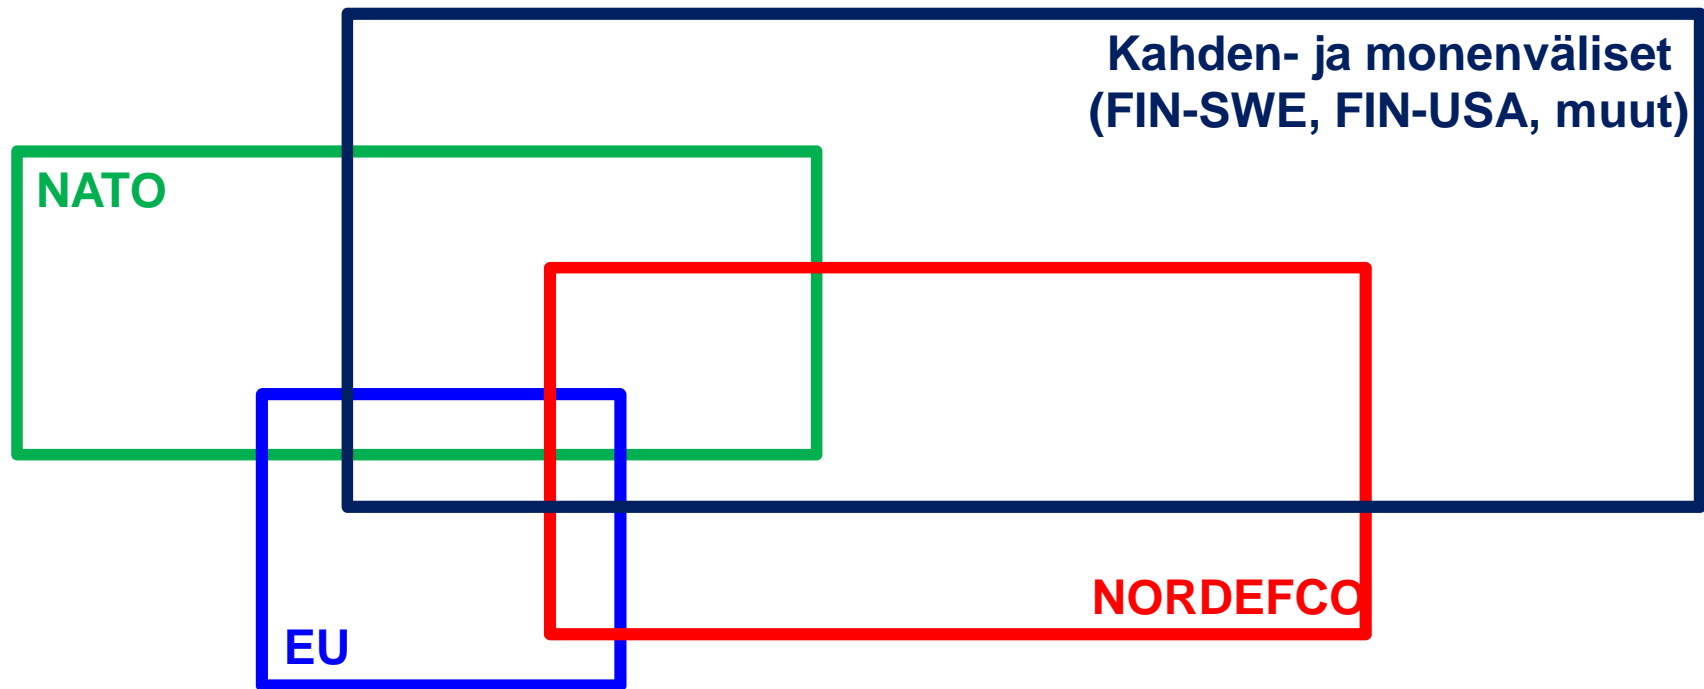 Kahden- ja monenväliset
(FIN-SWE, FIN-USA, muut)
NATO
NORDEFCO
EU